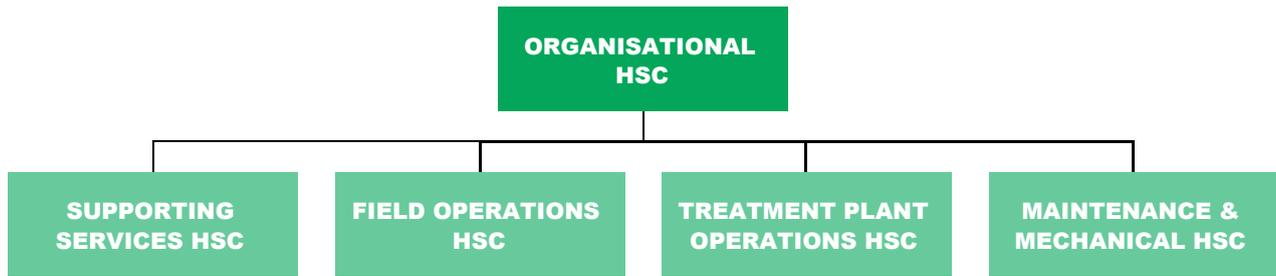 ORGANISATIONAL
HSC
SUPPORTING
SERVICES HSC
FIELD OPERATIONS
HSC
TREATMENT PLANT
OPERATIONS HSC
MAINTENANCE &
MECHANICAL HSC